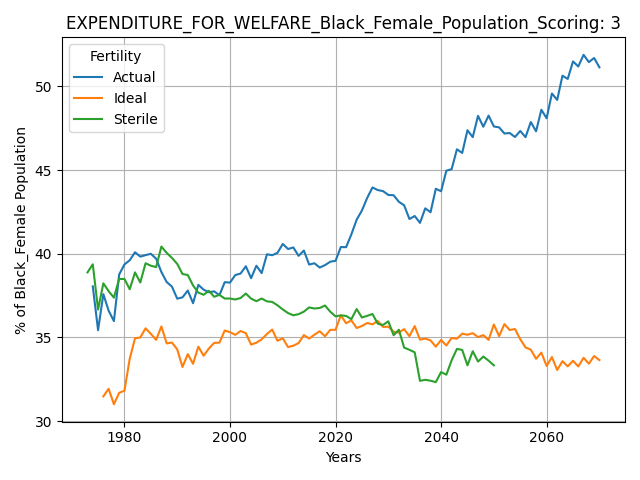 EXPENDITURE_FOR_WELFARE_Black_Female_Population_Scoring: 3
Fertility
Actual
Ideal
Sterile
% of Black_Female Population
50
45
40
35
30
1980
2000
2020
2040
2060
Years